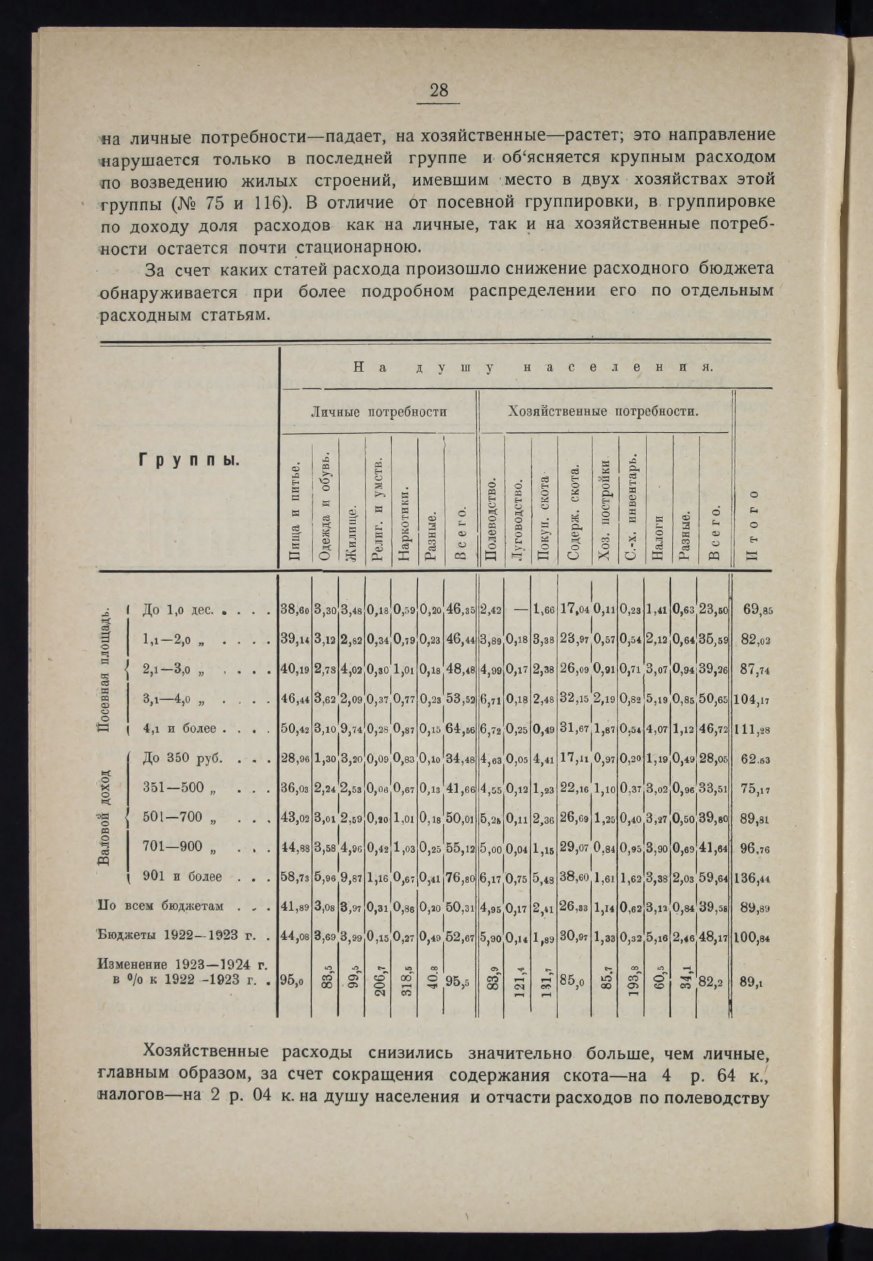 28
на личные потребности—падает, на хозяйственные—растет; это направление
нарушается только в последней группе и об‘ясняется крупным расходом
по возведению жилых строений, имевшим место в двух хозяйствах этой
группы (№ 75 и 116). В отличие от посевной группировки, в группировке
по доходу доля расходов как на личные, так и на хозяйственные потреб-
ности остается почти стационарною.
За счет каких статей расхода произошло снижение расходного бюджета
обнаруживается при более подробном распределении его по отдельным
расходным статьям.
Группы.
На душу населения.
Личные потребности
Хозяйственные потребности.
Пища и питье.
Одежда и обувь.
Жилище.
Религ. и умств.
Наркотики.
Разные.
Всего.
Полеводство.
Луговодство.
Покуп. скота
Содерж. скота.
Хоз. постройки
С.-х. инвентарь.
Налоги
Разные.
Всего.
Итого
Посевная площадь.
До 1,0 дес. . . . . 38,60 3,30 3,48 0,18 0,59 0,20 46,35 2,42 — 1,66 17,04 0,11 0,23 1,41 0,63 23,50 69,85
1,1—2,0 „ . . . . 39,14 3,12 2,82 0,34 0,79 0,23 46,44 3,89 0,18 3,38 23,97 0,57 0,54 2,12 0,64 35,59 82,02
2,1—3,0 „ . . . . 40,19 2,73 4,02 0,30 1,01 0,18 48,48 4,99 0,17 2,38 26,09 0,91 0,71 3,07 0,94 39,26 87,74
3,1—4,0 „ . . . . 46,44 3,62 2,09 0,37 0,77 0,23 53,52 6,71 0,18 2,48 32,15 2,19 0,82 5,19 0,85 50,65 104,17
4,1 и более . . . . 50,42 3,10 9,74 0,28 0,87 0,15 64,56 6,72 0,25 0,49 31,67 1,87 0,54 4,07 1,12 46,72 111,28
Валовой доход
До 350 руб. . . . 28,96 1,30 3,20 0,09 0,83 0,10 34,48 4,63 0,05 4,41 17,11 0,97 0,20 1,19 0,49 28,05 62.53
351—500 „ . . . 36,03 2,24 2,53 0,06 0,67 0,13 41,66 4,55 0,12 1,23 22,16 1,10 0.37 3,02 0,96 33,51 75,17
501—700 „ . . . 43,02 3,01 2,59 0,20 1,01 0,18 50,01 5,25 0,11 2,36 26,69 1,25 0,40 3,27 0,50 39,80 89,81
701—900 „ . . . 44,88 3,58 4,96 0,42 1,03 0,25 55,12 5,00 0,04 1,15 29,07 0,84 0,95 3,90 0,69 41,64 96,76
901 и более . . . 58,73 5,96 9,87 1,16 0,67 0,41 76,80 6,17 0,75 5,48 38,60 1,61 1,62 3,38 2,03 59,64 136,44
По всем бюджетам . . . 41,89 3,08 3,97 0,31 0,86 0,20 50,31 4,95 0,17 2,41 26,33 1,14 0,62 3,12 0,84 39,58 89,89
Бюджеты 1922—1923 г. . 44,08 3,69 3,99 0,15 0,27 0,49 52,67 5,90 0,14 1,89 30,97 1,33 0,32 5,16 2,46 48,17 100,84
Изменение 1923—1924 г.
в % к 1922-1923 г. . 95,0 83,5 99,5 206,7 318,5 40,8 95,5 83,9 121,4 131,7 85,0 85,7 193,8 60,5 34,1 82,2 89,1
Хозяйственные расходы снизились значительно больше, чем личные,
главным образом, за счет сокращения содержания скота—на 4 р. 64 к.,
налогов—на 2 р. 04 к. на душу населения и отчасти расходов по полеводству